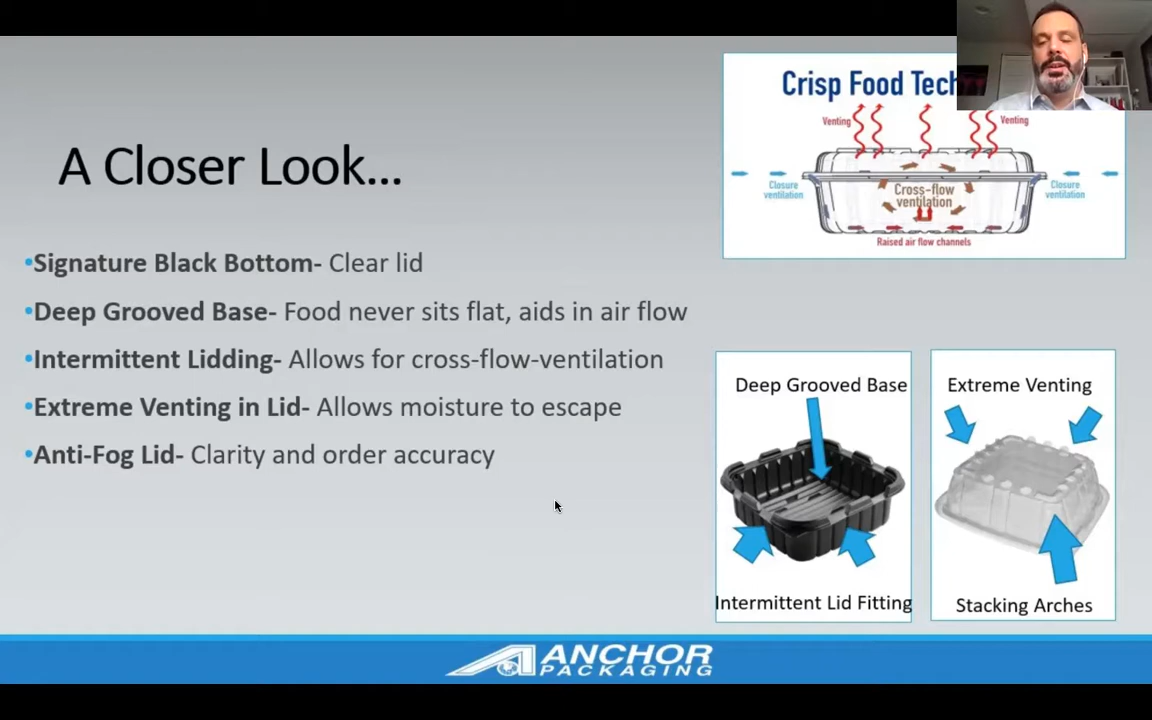 Crisp Food Tech
Venting
Venting
Closure
ventilation
Cross-flow
ventilation
Closure
ventilation
Raised air flow channels
A Closer Look...
•Signature Black Bottom- Clear lid
•Deep Grooved Base- Food never sits flat, aids in air flow
•Intermittent Lidding- Allows for cross-flow-ventilation
•Extreme Venting in Lid- Allows moisture to escape
•Anti-Fog Lid- Clarity and order accuracy
Deep Grooved Base
Intermittent Lid Fitting
Extreme Venting
Stacking Arches
ANCHOR
PACKAGING